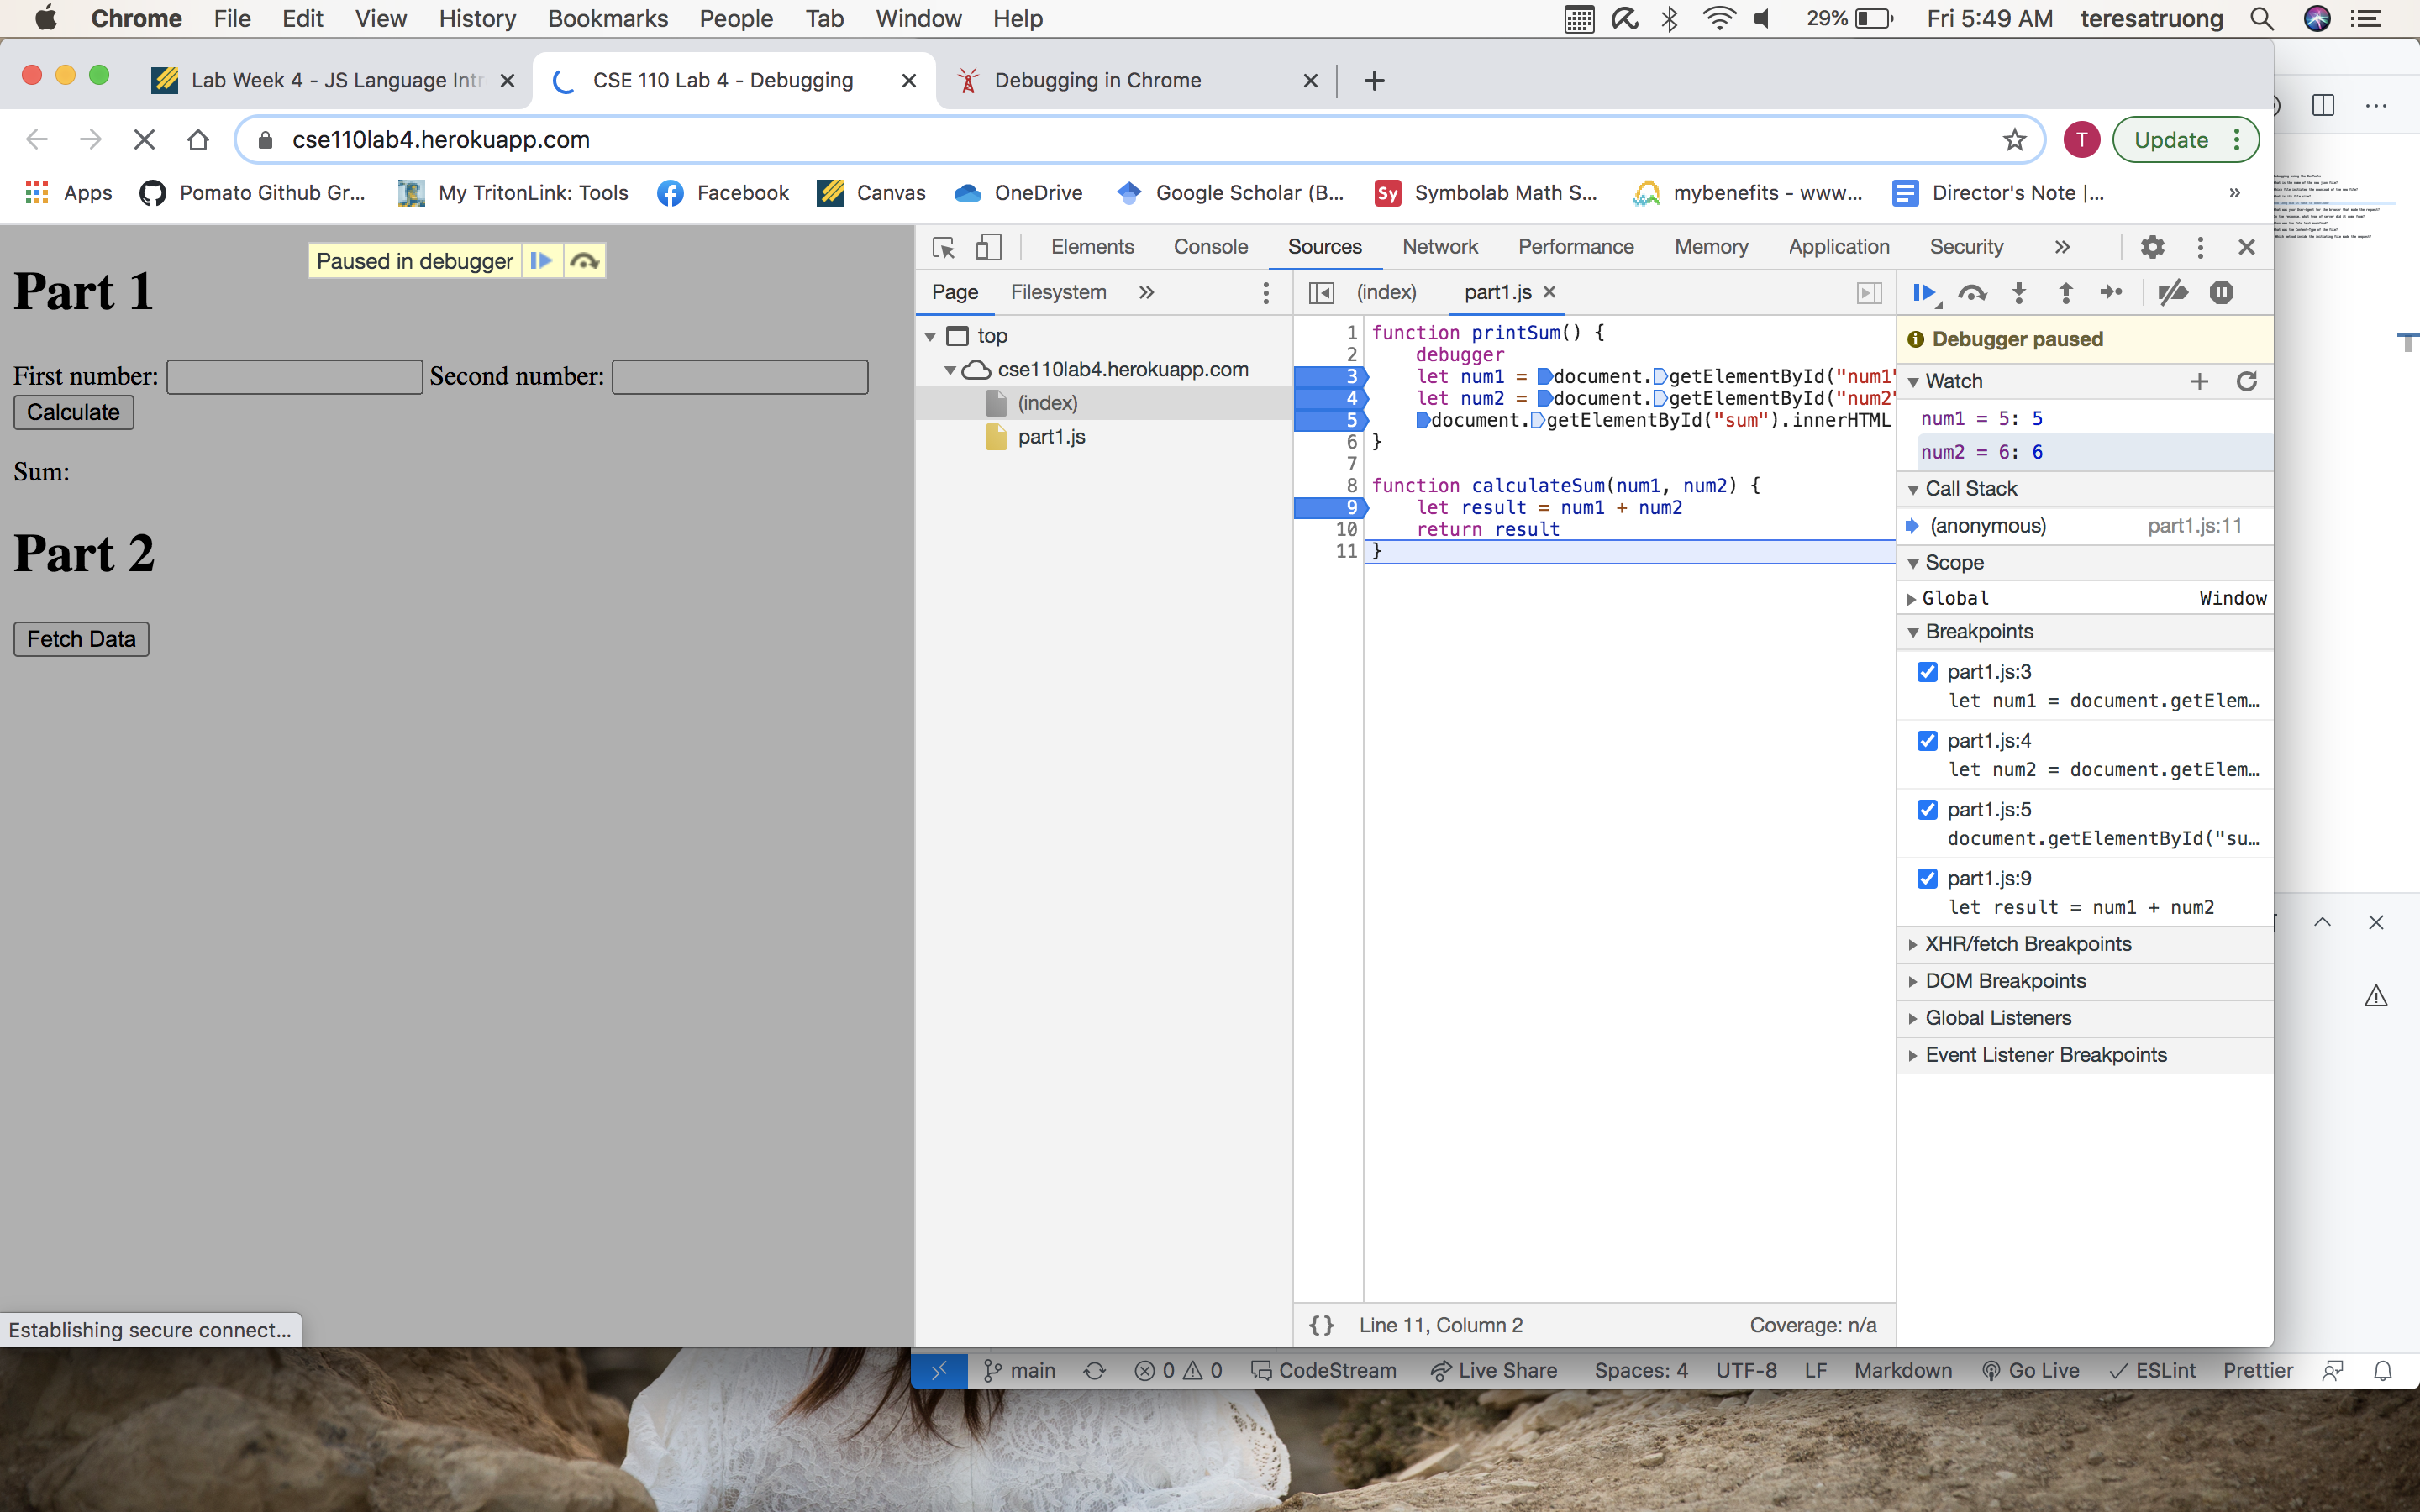 Chrome File Edit View History Bookmarks People Tab Window Help 29% Fri 5:49 AM teresatruong
Lab Week 4 - JS Language Intr CSE 110 Lab 4 - Debugging Debugging in Chrome
cse110lab4.herokuapp.com T Update
Apps Pomato Github Gr... My TritonLink: Tools Facebook Canvas OneDrive Google Scholar (B... Sy Symbolab Math S... mybenefits - www... Director's Note |... »
Paused in debugger
Part 1
First number: Second number:
Calculate
Sum:
Part 2
Fetch Data
Establishing secure connect...
Elements Console Sources Network Performance Memory Application Security »
Page Filesystem »
top
cse110lab4.herokuapp.com
(index)
part1.js
(index) part1.js
1 function printSum() {
2 debugger
3 let num1 = document.getElementById("num1"
4 let num2 = document.getElementById("num2"
5 document.getElementById("sum").innerHTML
6 }
7
8 function calculateSum(num1, num2) {
9 let result = num1 + num2
10 return result
11 }
{} Line 11, Column 2 Coverage: n/a
Debugger paused
Watch
num1 = 5: 5
num2 = 6: 6
Call Stack
(anonymous) part1.js:11
Scope
Global Window
Breakpoints
part1.js:3
let num1 = document.getElem…
part1.js:4
let num2 = document.getElem…
part1.js:5
document.getElementById("su…
part1.js:9
let result = num1 + num2
XHR/fetch Breakpoints
DOM Breakpoints
Global Listeners
Event Listener Breakpoints
main 0 0 CodeStream Live Share Spaces: 4 UTF-8 LF Markdown Go Live ESLint Prettier